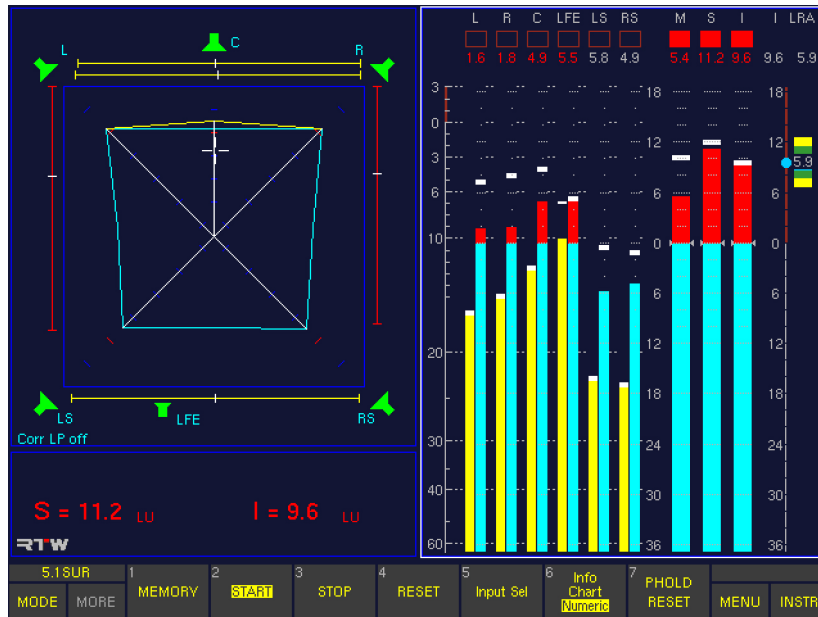 L R C LFE LS RS M S I I LRA
1.6 1.8 4.9 5.5 5.8 4.9 5.4 11.2 9.6 9.6 5.9
C
L R
3 18 18
0
12 12
3 5.9
6 6 6
10 0 0
6 6
20 12 12
18 18
LS LFE RS
Corr LP off
30 24 24
40 30 30
60 36 36
S = 11.2 LU I = 9.6 LU
RTW
5.1SUR 1 2 3 4 5 6 7
MODE MORE MEMORY START STOP RESET Input Sel Info Chart Numeric PHOLD RESET MENU INSTR